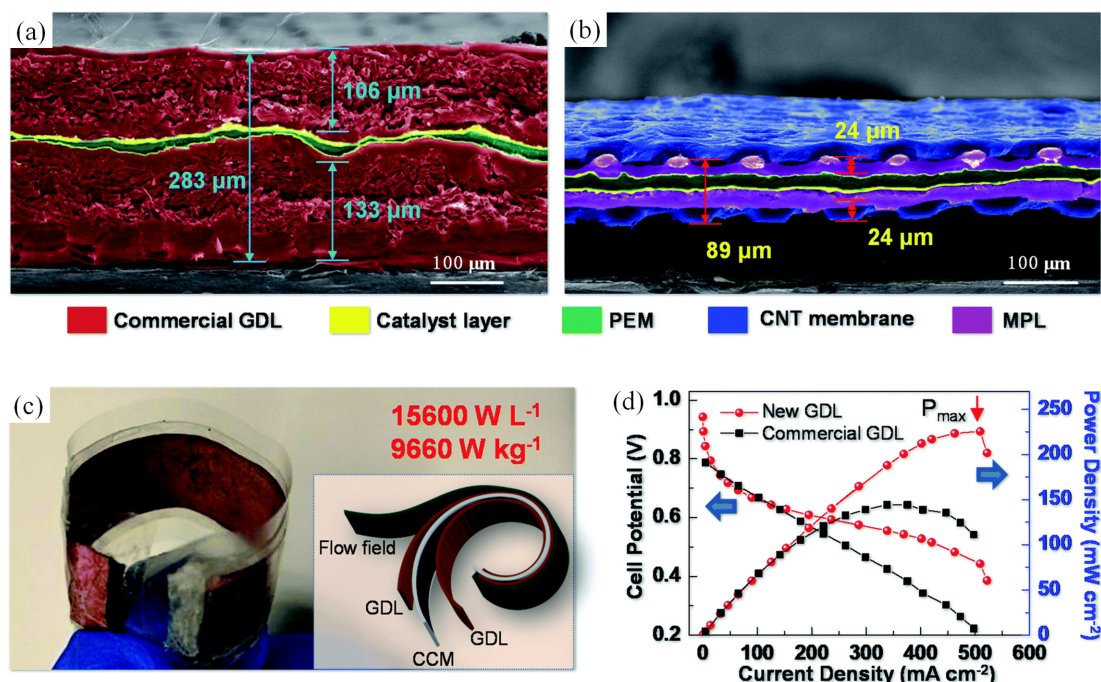 (a)
106 µm
283 µm
133 µm
100 µm
(b)
24 µm
89 µm
24 µm
100 µm
Commercial GDL
Catalyst layer
PEM
CNT membrane
MPL
(c)
15600 W L⁻¹
9660 W kg⁻¹
Flow field
GDL
CCM
GDL
(d)
1.0
0.8
0.6
0.4
0.2
Cell Potential (V)
New GDL
Commercial GDL
Pmax
250
200
150
100
50
0
Power Density (mW cm⁻²)
0
100
200
300
400
500
600
Current Density (mA cm⁻²)